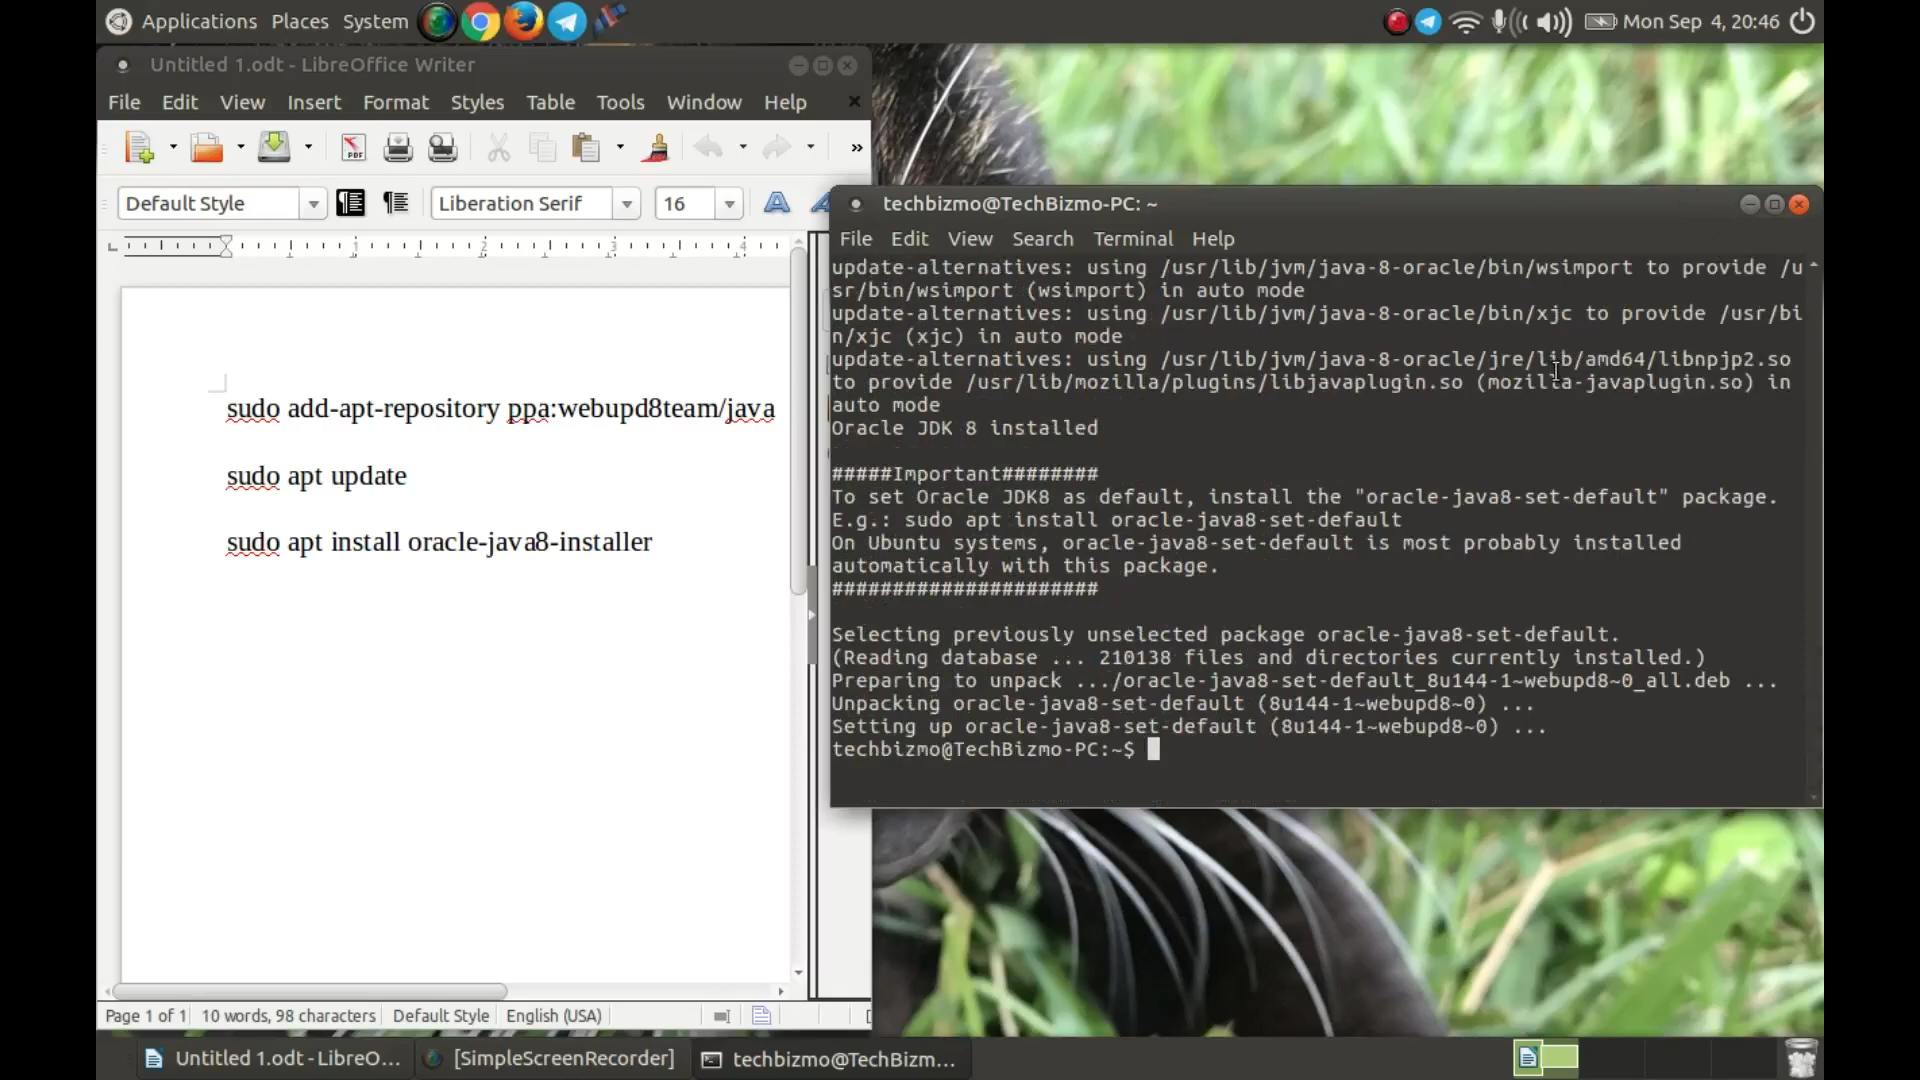 Applications Places System
Mon Sep 4, 20:46
Untitled 1.odt - LibreOffice Writer
File Edit View Insert Format Styles Table Tools Window Help
PDF
Default Style
Liberation Serif
16
1 2 3 4
sudo add-apt-repository ppa:webupd8team/java
sudo apt update
sudo apt install oracle-java8-installer
Page 1 of 1 10 words, 98 characters Default Style English (USA)
techbizmo@TechBizmo-PC: ~
File Edit View Search Terminal Help
update-alternatives: using /usr/lib/jvm/java-8-oracle/bin/wsimport to provide /u
sr/bin/wsimport (wsimport) in auto mode
update-alternatives: using /usr/lib/jvm/java-8-oracle/bin/xjc to provide /usr/bi
n/xjc (xjc) in auto mode
update-alternatives: using /usr/lib/jvm/java-8-oracle/jre/lib/amd64/libnpjp2.so
to provide /usr/lib/mozilla/plugins/libjavaplugin.so (mozilla-javaplugin.so) in
auto mode
Oracle JDK 8 installed
#####Important########
To set Oracle JDK8 as default, install the "oracle-java8-set-default" package.
E.g.: sudo apt install oracle-java8-set-default
On Ubuntu systems, oracle-java8-set-default is most probably installed
automatically with this package.
######################
Selecting previously unselected package oracle-java8-set-default.
(Reading database ... 210138 files and directories currently installed.)
Preparing to unpack .../oracle-java8-set-default_8u144-1~webupd8~0_all.deb ...
Unpacking oracle-java8-set-default (8u144-1~webupd8~0) ...
Setting up oracle-java8-set-default (8u144-1~webupd8~0) ...
techbizmo@TechBizmo-PC:~$
Untitled 1.odt - LibreO... [SimpleScreenRecorder] techbizmo@TechBizm...